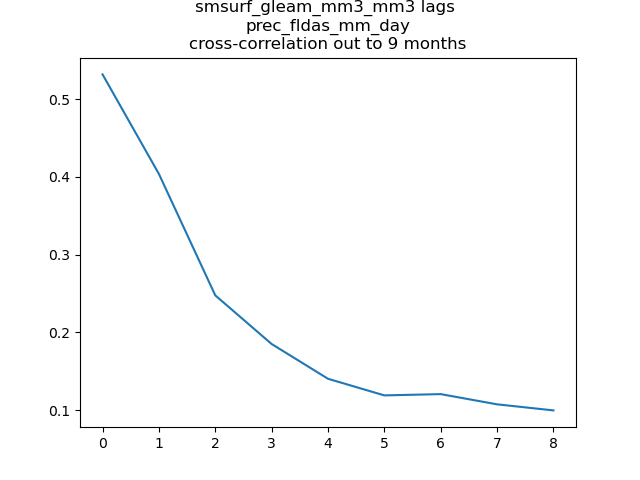 smsurf_gleam_mm3_mm3 lags
prec_fldas_mm_day
cross-correlation out to 9 months
0.5
0.4
0.3
0.2
0.1
0 1 2 3 4 5 6 7 8